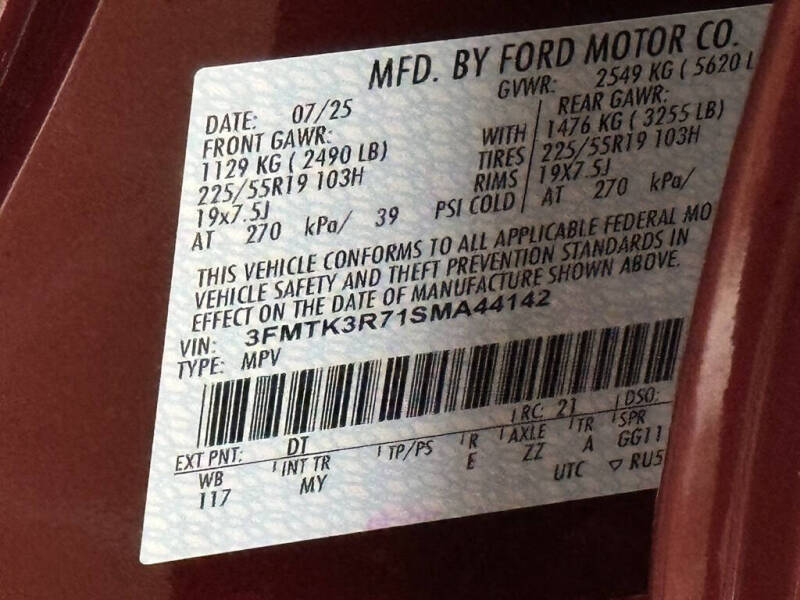 MFD. BY FORD MOTOR CO.
DATE: 07/25 GVWR: 2549 KG ( 5620 L
FRONT GAWR: REAR GAWR:
1129 KG ( 2490 LB) WITH 1476 KG ( 3255 LB)
225/55R19 103H TIRES 225/55R19 103H
19x7.5J RIMS 19x7.5J
AT 270 kPa/ 39 PSI COLD AT 270 kPa/
THIS VEHICLE CONFORMS TO ALL APPLICABLE FEDERAL MO
VEHICLE SAFETY AND THEFT PREVENTION STANDARDS IN
EFFECT ON THE DATE OF MANUFACTURE SHOWN ABOVE.
VIN: 3FMTK3R71SMA44142
TYPE: MPV
EXT PNT: DT RC: 21 DSO:
WB INT TR TP/PS R AXLE TR SPR
117 MY E ZZ A GG11
UTC ▽ RU5